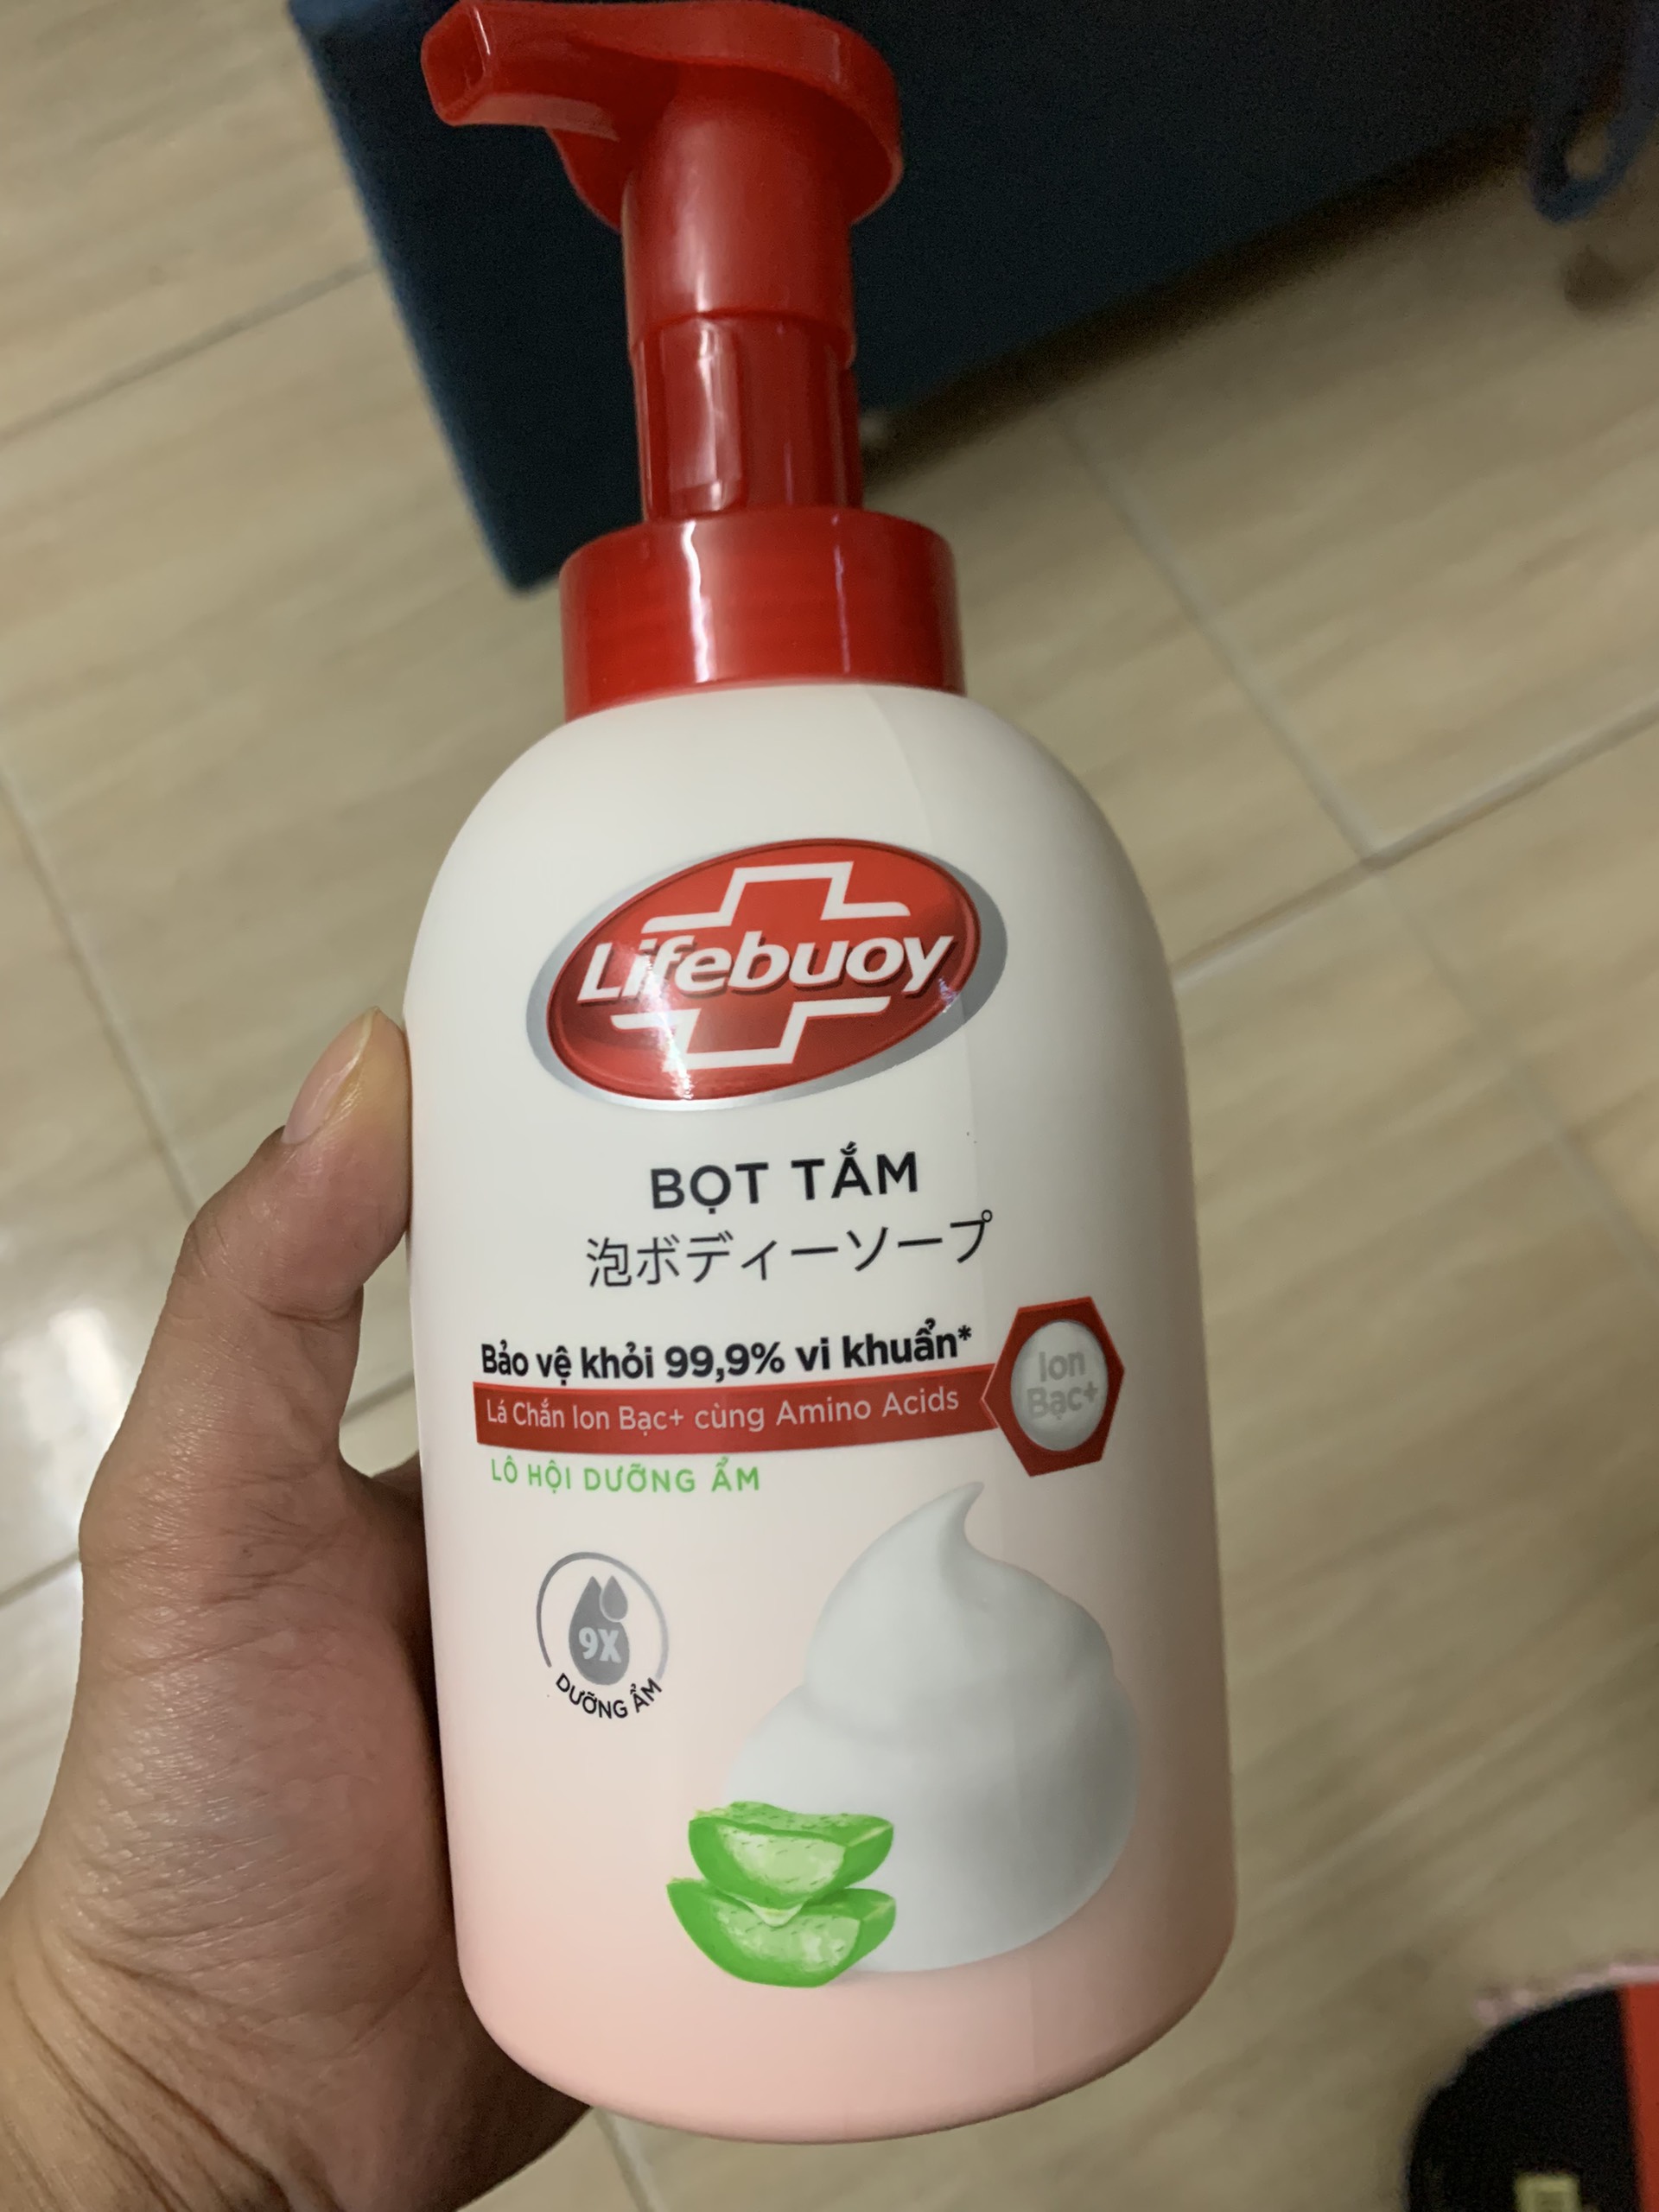 Lifebuoy
BỌT TẮM
泡ボディーソープ
Bảo vệ khỏi 99,9% vi khuẩn*
Lá Chắn Ion Bạc+ cùng Amino Acids
Ion
Bạc+
LÔ HỘI DƯỠNG ẨM
9X
DƯỠNG ẨM